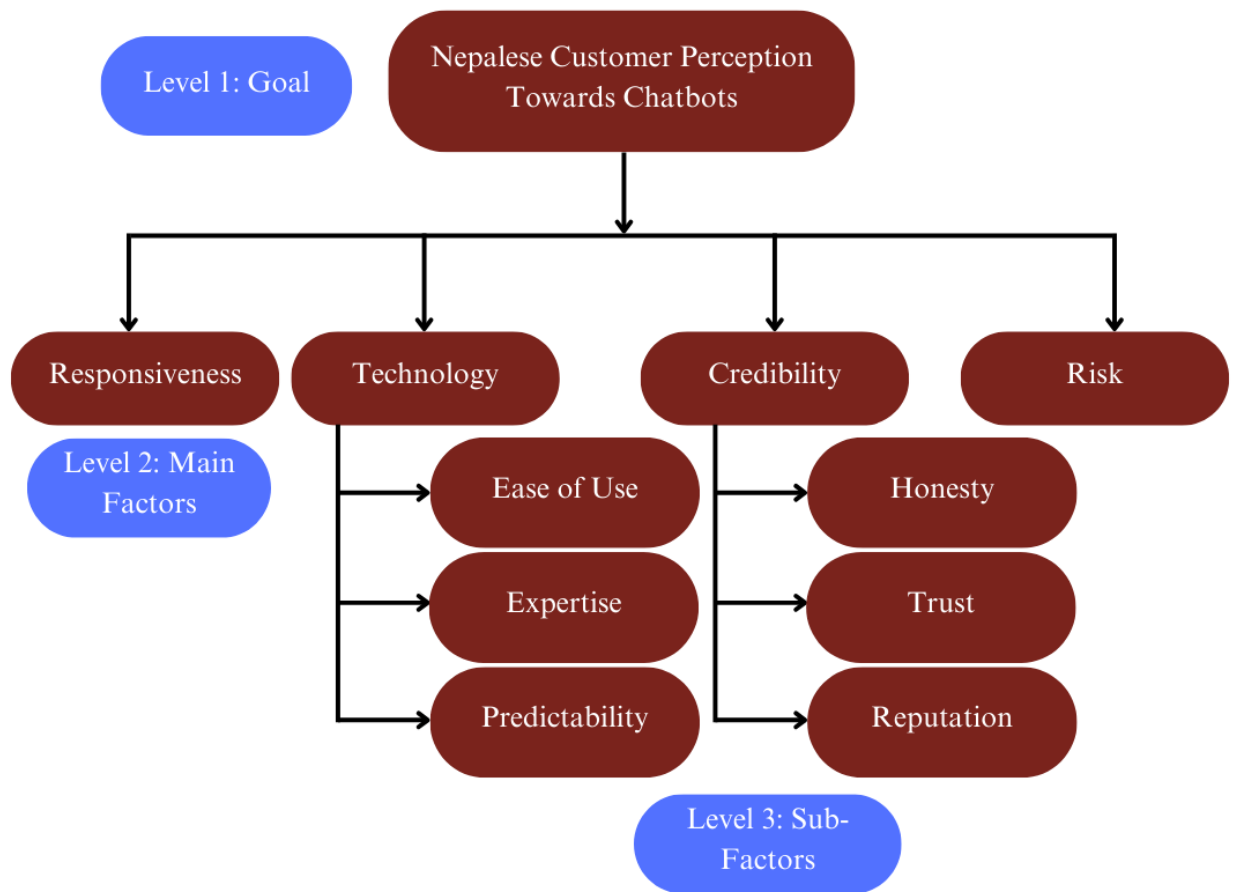 Level 1: Goal
Nepalese Customer Perception
Towards Chatbots
Responsiveness
Technology
Credibility
Risk
Level 2: Main
Factors
Ease of Use
Expertise
Predictability
Honesty
Trust
Reputation
Level 3: Sub-
Factors